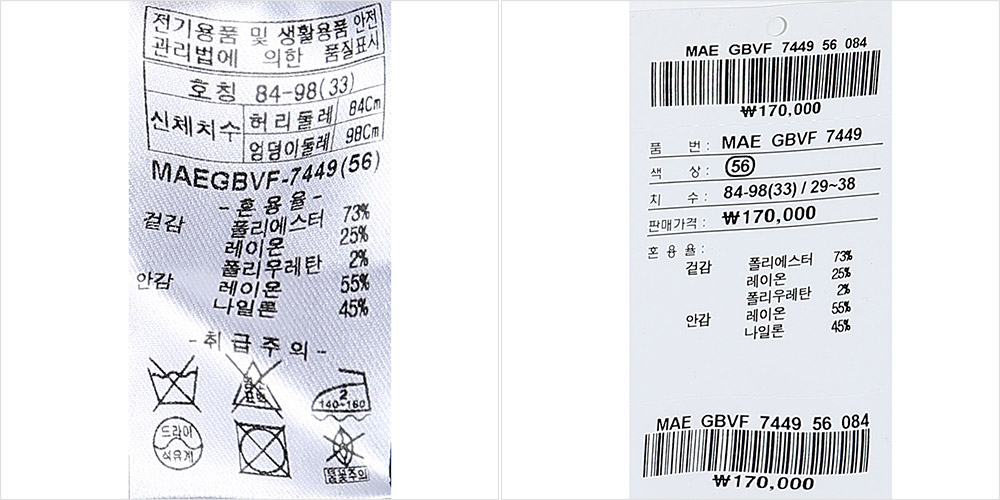 전기용품 및 생활용품 안전
관리법에 의한 품질표시
호칭 84-98(33)
신체치수 허리둘레 84Cm
엉덩이둘레 98Cm
MAEGBVF-7449(56)
-혼용율-
겉감 폴리에스터 73%
레이온 25%
폴리우레탄 2%
안감 레이온 55%
나일론 45%
-취급주의-
염소
표백
2
140~160
드라이
석유계
MAE GBVF 7449 56 084
₩170,000
품 번: MAE GBVF 7449
색 상: 56
치 수: 84-98(33) / 29~38
판매가격: ₩170,000
혼용율:
겉감 폴리에스터 73%
레이온 25%
폴리우레탄 2%
안감 레이온 55%
나일론 45%
MAE GBVF 7449 56 084
₩170,000